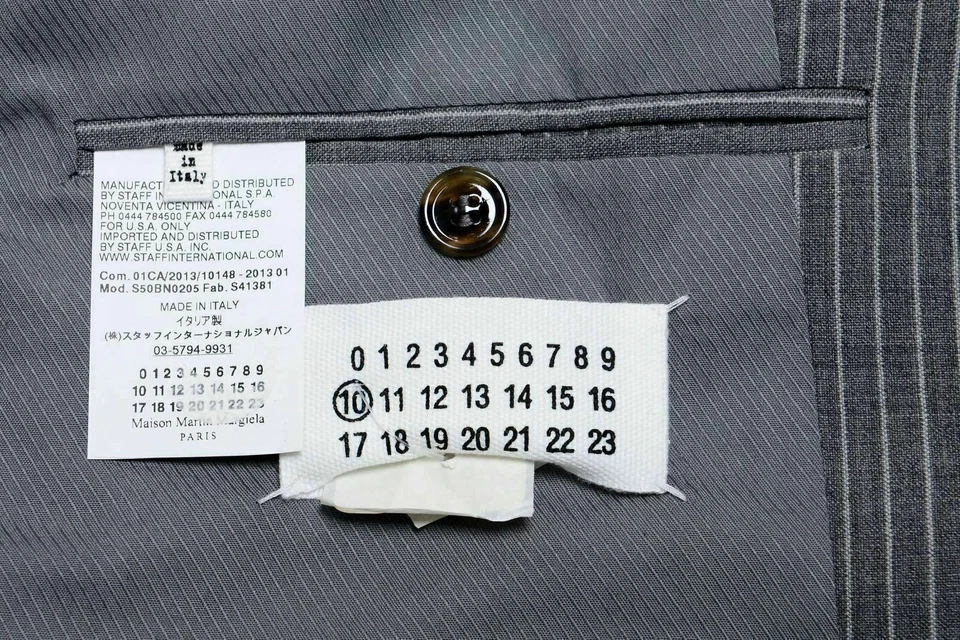 Made
in
Italy
MANUFACT D DISTRIBUTED
BY STAFF IN ONAL S.P.A
NOVENTA VICENTINA - ITALY
PH 0444 784500 FAX 0444 784580
FOR U.S.A. ONLY
IMPORTED AND DISTRIBUTED
BY STAFF U.S.A. INC.
WWW.STAFFINTERNATIONAL.COM
Com. 01CA/2013/10148 - 2013 01
Mod. S50BN0205 Fab. S41381
MADE IN ITALY
イタリア製
(株)スタッフインターナショナルジャパン
03-5794-9931
0 1 2 3 4 5 6 7 8 9
10 11 12 13 14 15 16
17 18 19 20 21 22 23
Maison Martin Margiela
PARIS
0 1 2 3 4 5 6 7 8 9
10 11 12 13 14 15 16
17 18 19 20 21 22 23